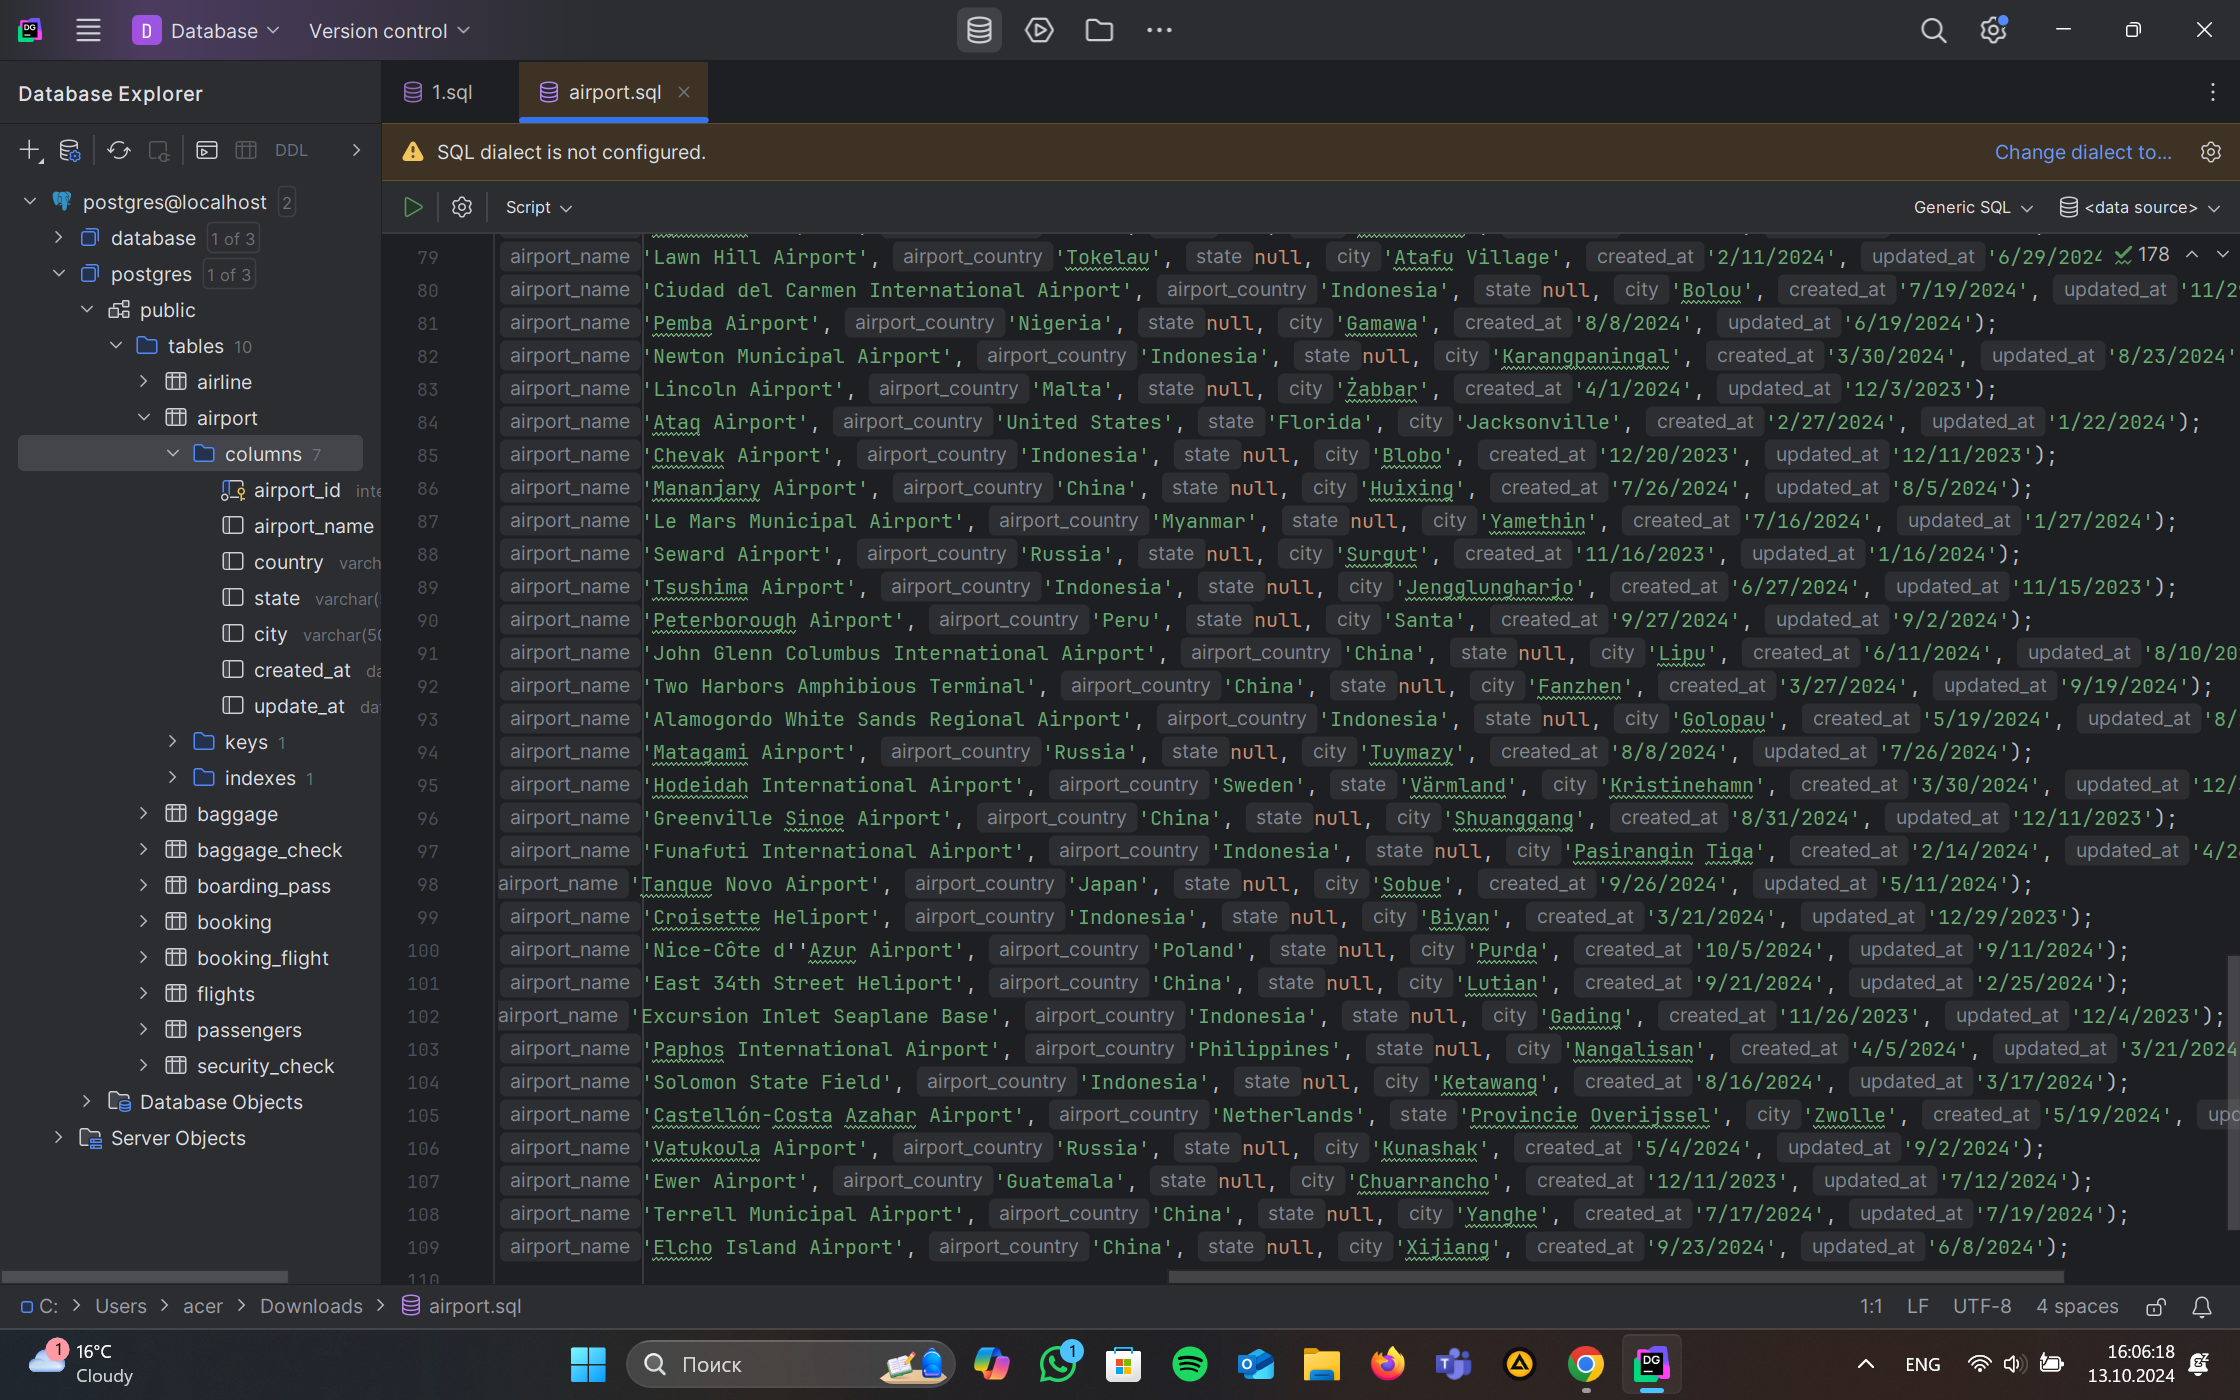 D Database Version control
Database Explorer
1.sql
airport.sql
DDL
SQL dialect is not configured.
Change dialect to...
Script
Generic SQL
<data source>
postgres@localhost 2
database 1 of 3
postgres 1 of 3
public
tables 10
airline
airport
columns 7
airport_id inte
airport_name
country varch
state varchar(
city varchar(50
created_at da
update_at da
keys 1
indexes 1
baggage
baggage_check
boarding_pass
booking
booking_flight
flights
passengers
security_check
Database Objects
Server Objects
178
79 airport_name 'Lawn Hill Airport', airport_country 'Tokelau', state null, city 'Atafu Village', created_at '2/11/2024', updated_at '6/29/2024
80 airport_name 'Ciudad del Carmen International Airport', airport_country 'Indonesia', state null, city 'Bolou', created_at '7/19/2024', updated_at '11/2
81 airport_name 'Pemba Airport', airport_country 'Nigeria', state null, city 'Gamawa', created_at '8/8/2024', updated_at '6/19/2024');
82 airport_name 'Newton Municipal Airport', airport_country 'Indonesia', state null, city 'Karangpaningal', created_at '3/30/2024', updated_at '8/23/2024'
83 airport_name 'Lincoln Airport', airport_country 'Malta', state null, city 'Żabbar', created_at '4/1/2024', updated_at '12/3/2023');
84 airport_name 'Ataq Airport', airport_country 'United States', state 'Florida', city 'Jacksonville', created_at '2/27/2024', updated_at '1/22/2024');
85 airport_name 'Chevak Airport', airport_country 'Indonesia', state null, city 'Blobo', created_at '12/20/2023', updated_at '12/11/2023');
86 airport_name 'Mananjary Airport', airport_country 'China', state null, city 'Huixing', created_at '7/26/2024', updated_at '8/5/2024');
87 airport_name 'Le Mars Municipal Airport', airport_country 'Myanmar', state null, city 'Yamethin', created_at '7/16/2024', updated_at '1/27/2024');
88 airport_name 'Seward Airport', airport_country 'Russia', state null, city 'Surgut', created_at '11/16/2023', updated_at '1/16/2024');
89 airport_name 'Tsushima Airport', airport_country 'Indonesia', state null, city 'Jengglungharjo', created_at '6/27/2024', updated_at '11/15/2023');
90 airport_name 'Peterborough Airport', airport_country 'Peru', state null, city 'Santa', created_at '9/27/2024', updated_at '9/2/2024');
91 airport_name 'John Glenn Columbus International Airport', airport_country 'China', state null, city 'Lipu', created_at '6/11/2024', updated_at '8/10/20
92 airport_name 'Two Harbors Amphibious Terminal', airport_country 'China', state null, city 'Fanzhen', created_at '3/27/2024', updated_at '9/19/2024');
93 airport_name 'Alamogordo White Sands Regional Airport', airport_country 'Indonesia', state null, city 'Golopau', created_at '5/19/2024', updated_at '8/
94 airport_name 'Matagami Airport', airport_country 'Russia', state null, city 'Tuymazy', created_at '8/8/2024', updated_at '7/26/2024');
95 airport_name 'Hodeidah International Airport', airport_country 'Sweden', state 'Värmland', city 'Kristinehamn', created_at '3/30/2024', updated_at '12/
96 airport_name 'Greenville Sinoe Airport', airport_country 'China', state null, city 'Shuanggang', created_at '8/31/2024', updated_at '12/11/2023');
97 airport_name 'Funafuti International Airport', airport_country 'Indonesia', state null, city 'Pasirangin Tiga', created_at '2/14/2024', updated_at '4/2
98 airport_name 'Tanque Novo Airport', airport_country 'Japan', state null, city 'Sobue', created_at '9/26/2024', updated_at '5/11/2024');
99 airport_name 'Croisette Heliport', airport_country 'Indonesia', state null, city 'Biyan', created_at '3/21/2024', updated_at '12/29/2023');
100 airport_name 'Nice-Côte d''Azur Airport', airport_country 'Poland', state null, city 'Purda', created_at '10/5/2024', updated_at '9/11/2024');
101 airport_name 'East 34th Street Heliport', airport_country 'China', state null, city 'Lutian', created_at '9/21/2024', updated_at '2/25/2024');
102 airport_name 'Excursion Inlet Seaplane Base', airport_country 'Indonesia', state null, city 'Gading', created_at '11/26/2023', updated_at '12/4/2023');
103 airport_name 'Paphos International Airport', airport_country 'Philippines', state null, city 'Nangalisan', created_at '4/5/2024', updated_at '3/21/2024
104 airport_name 'Solomon State Field', airport_country 'Indonesia', state null, city 'Ketawang', created_at '8/16/2024', updated_at '3/17/2024');
105 airport_name 'Castellón-Costa Azahar Airport', airport_country 'Netherlands', state 'Provincie Overijssel', city 'Zwolle', created_at '5/19/2024', upd
106 airport_name 'Vatukoula Airport', airport_country 'Russia', state null, city 'Kunashak', created_at '5/4/2024', updated_at '9/2/2024');
107 airport_name 'Ewer Airport', airport_country 'Guatemala', state null, city 'Chuarrancho', created_at '12/11/2023', updated_at '7/12/2024');
108 airport_name 'Terrell Municipal Airport', airport_country 'China', state null, city 'Yanghe', created_at '7/17/2024', updated_at '7/19/2024');
109 airport_name 'Elcho Island Airport', airport_country 'China', state null, city 'Xijiang', created_at '9/23/2024', updated_at '6/8/2024');
110
C: > Users > acer > Downloads > airport.sql
1:1 LF UTF-8 4 spaces
1
16°C
Cloudy
Поиск
1
DG
ENG
16:06:18
13.10.2024